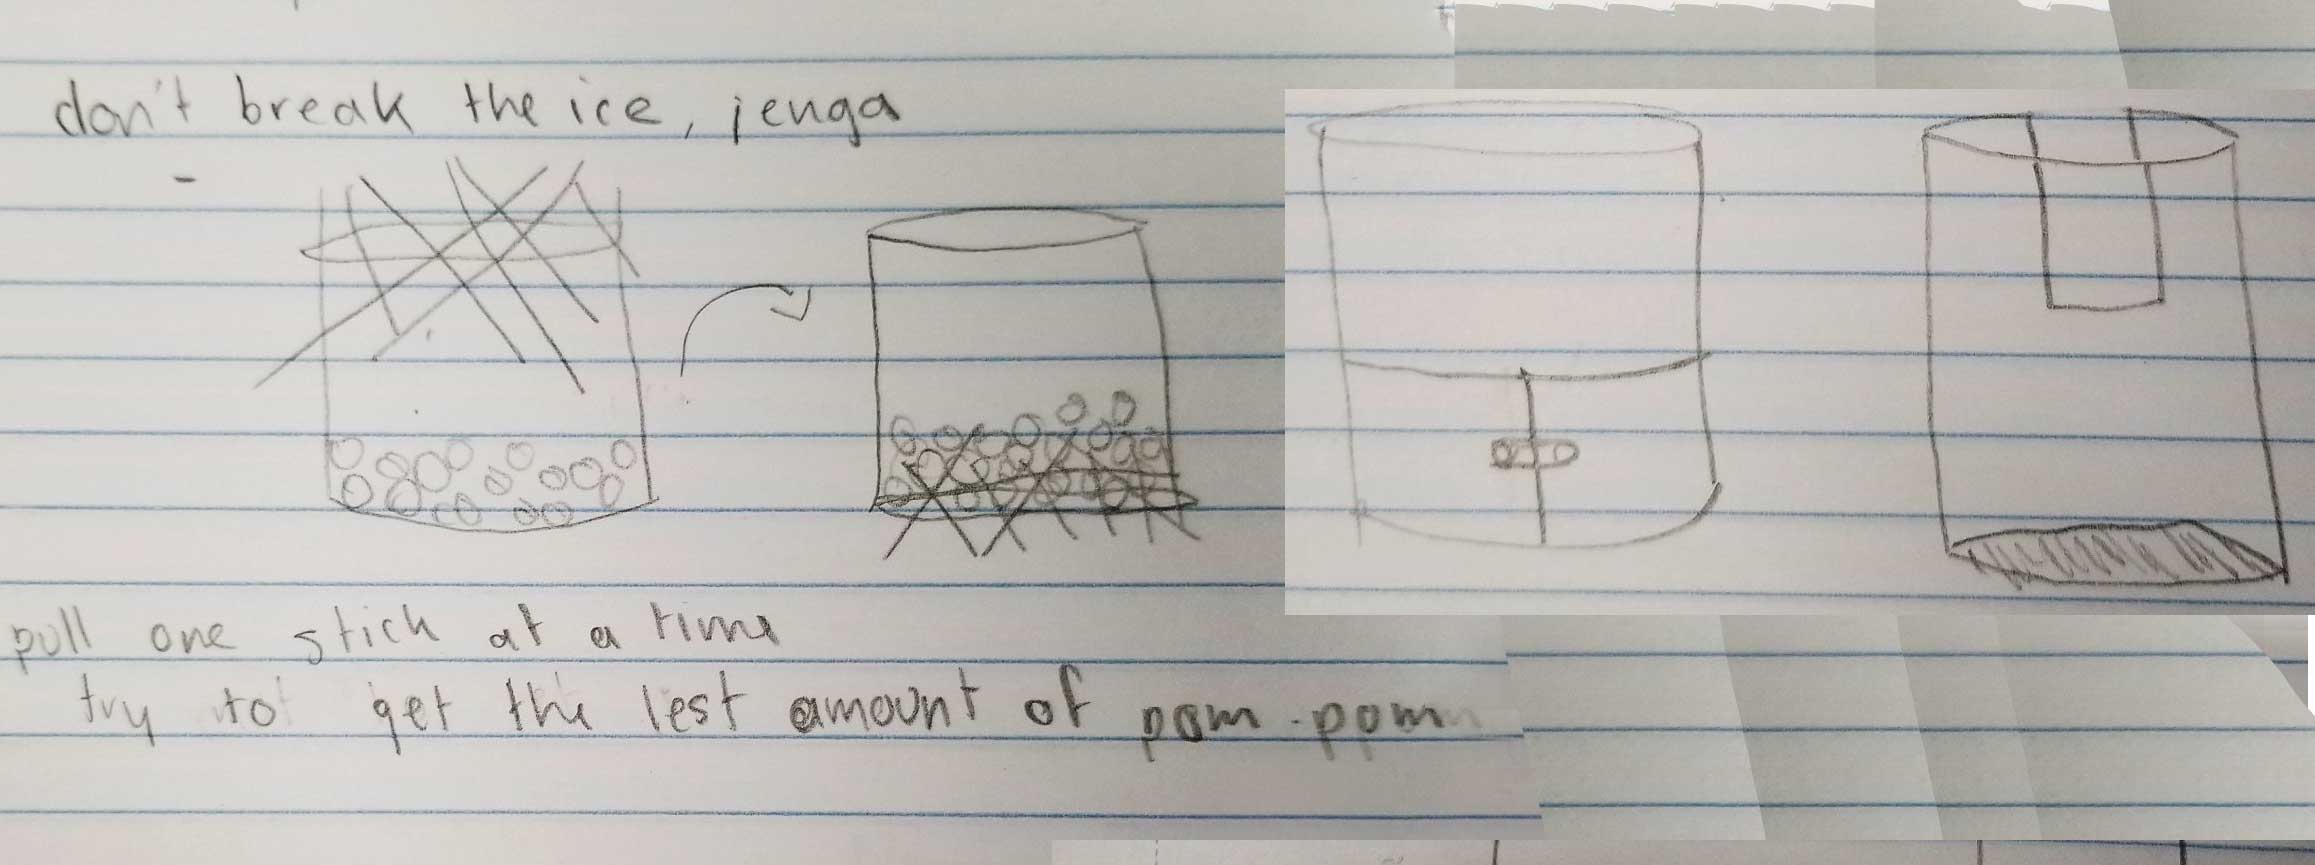 don't break the ice, jenga
-
pull one stick at a time
try to get the lest amount of pom-pom